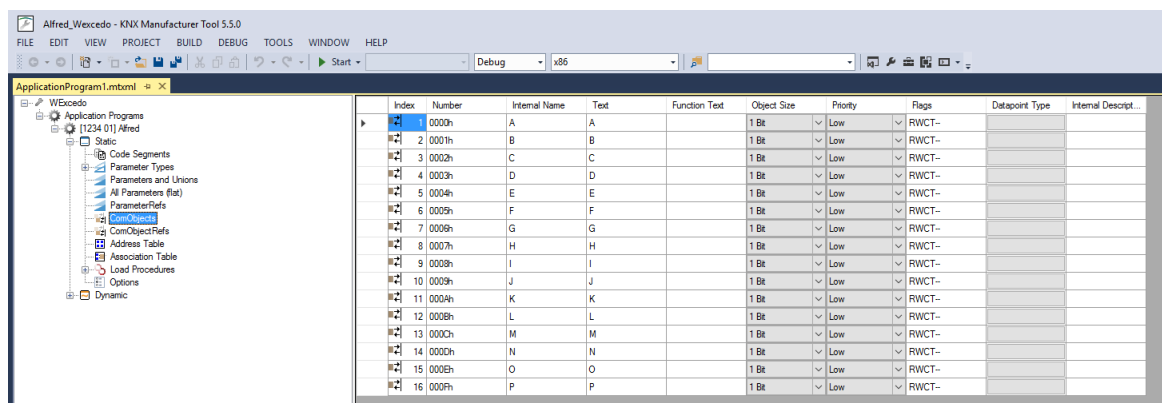 Alfred_Wexcedo - KNX Manufacturer Tool 5.5.0
FILE EDIT VIEW PROJECT BUILD DEBUG TOOLS WINDOW HELP
Start Debug x86
ApplicationProgram1.mtxml
WExcedo
Application Programs
[1234 01] Alfred
Static
Code Segments
Parameter Types
Parameters and Unions
All Parameters (flat)
ParameterRefs
ComObjects
ComObjectRefs
Address Table
Association Table
Load Procedures
Options
Dynamic
Index Number Internal Name Text Function Text Object Size Priority Flags Datapoint Type Internal Descript...
1 0000h A A 1 Bit Low RWCT--
2 0001h B B 1 Bit Low RWCT--
3 0002h C C 1 Bit Low RWCT--
4 0003h D D 1 Bit Low RWCT--
5 0004h E E 1 Bit Low RWCT--
6 0005h F F 1 Bit Low RWCT--
7 0006h G G 1 Bit Low RWCT--
8 0007h H H 1 Bit Low RWCT--
9 0008h I I 1 Bit Low RWCT--
10 0009h J J 1 Bit Low RWCT--
11 000Ah K K 1 Bit Low RWCT--
12 000Bh L L 1 Bit Low RWCT--
13 000Ch M M 1 Bit Low RWCT--
14 000Dh N N 1 Bit Low RWCT--
15 000Eh O O 1 Bit Low RWCT--
16 000Fh P P 1 Bit Low RWCT--